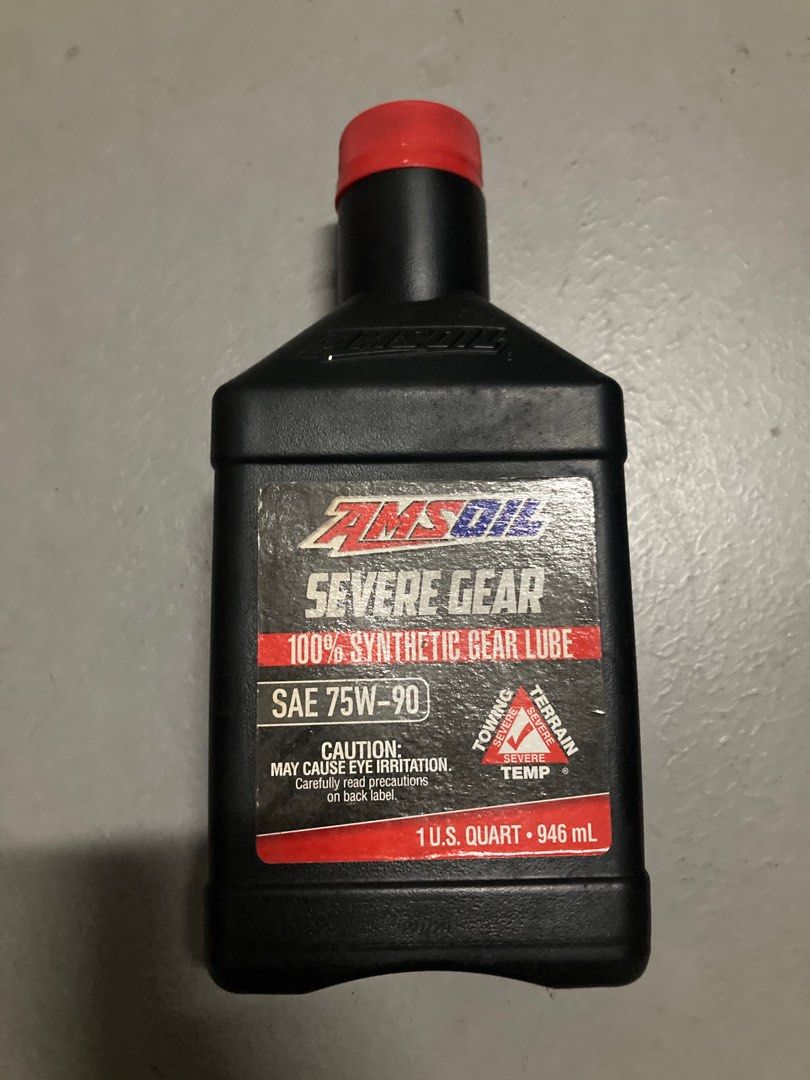 AMSOIL
AMSOIL
SEVERE GEAR
100% SYNTHETIC GEAR LUBE
SAE 75W-90
TOWING TERRAIN
SEVERE SEVERE
SEVERE
TEMP ®
CAUTION:
MAY CAUSE EYE IRRITATION.
Carefully read precautions
on back label.
1 U.S. QUART • 946 mL